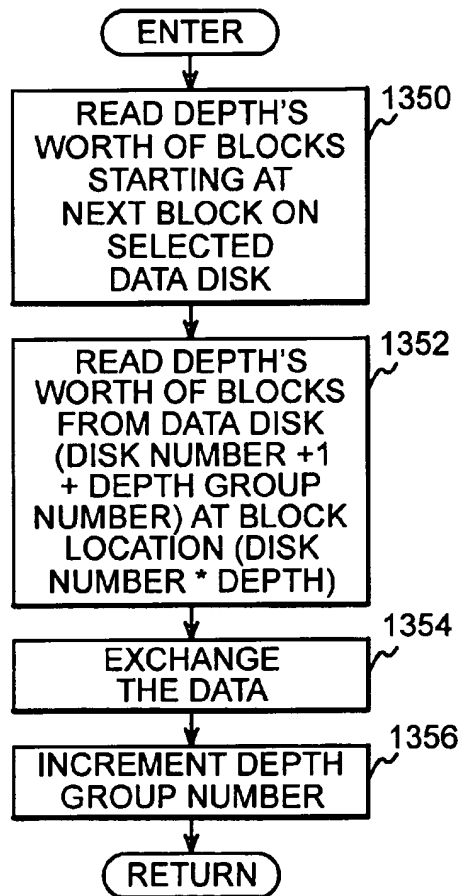 ENTER
1350
READ DEPTH'S
WORTH OF BLOCKS
STARTING AT
NEXT BLOCK ON
SELECTED
DATA DISK
1352
READ DEPTH'S
WORTH OF BLOCKS
FROM DATA DISK
(DISK NUMBER +1
+ DEPTH GROUP
NUMBER) AT BLOCK
LOCATION (DISK
NUMBER * DEPTH)
1354
EXCHANGE
THE DATA
1356
INCREMENT DEPTH
GROUP NUMBER
RETURN